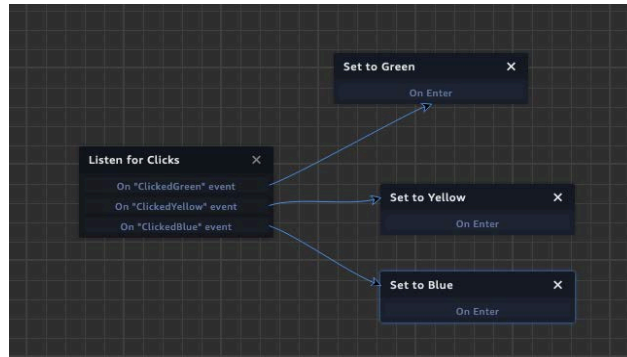 Set to Green ×
On Enter
Listen for Clicks ×
On "ClickedGreen" event
On "ClickedYellow" event
On "ClickedBlue" event
Set to Yellow ×
On Enter
Set to Blue ×
On Enter